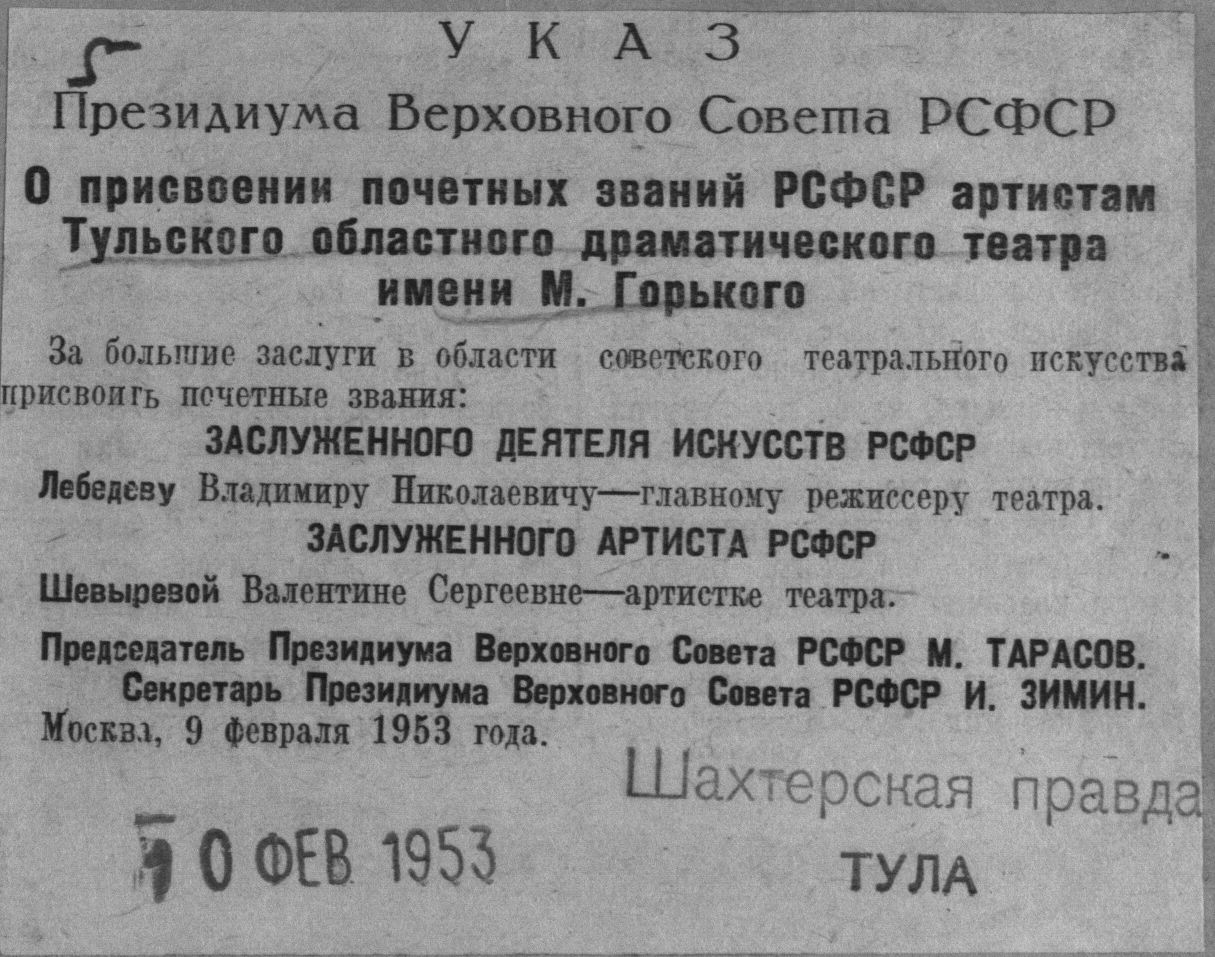 У К А З
Президиума Верховного Совета РСФСР
О присвоении почетных званий РСФСР артистам
Тульского областного драматического театра
имени М. Горького
За большие заслуги в области советского театрального искусства
присвоить почетные звания:
ЗАСЛУЖЕННОГО ДЕЯТЕЛЯ ИСКУССТВ РСФСР
Лебедеву Владимиру Николаевичу—главному режиссеру театра.
ЗАСЛУЖЕННОГО АРТИСТА РСФСР
Шевыревой Валентине Сергеевне—артистке театра.
Председатель Президиума Верховного Совета РСФСР М. ТАРАСОВ.
Секретарь Президиума Верховного Совета РСФСР И. ЗИМИН.
Москва, 9 февраля 1953 года.
Шахтерская правда
10 ФЕВ 1953
ТУЛА